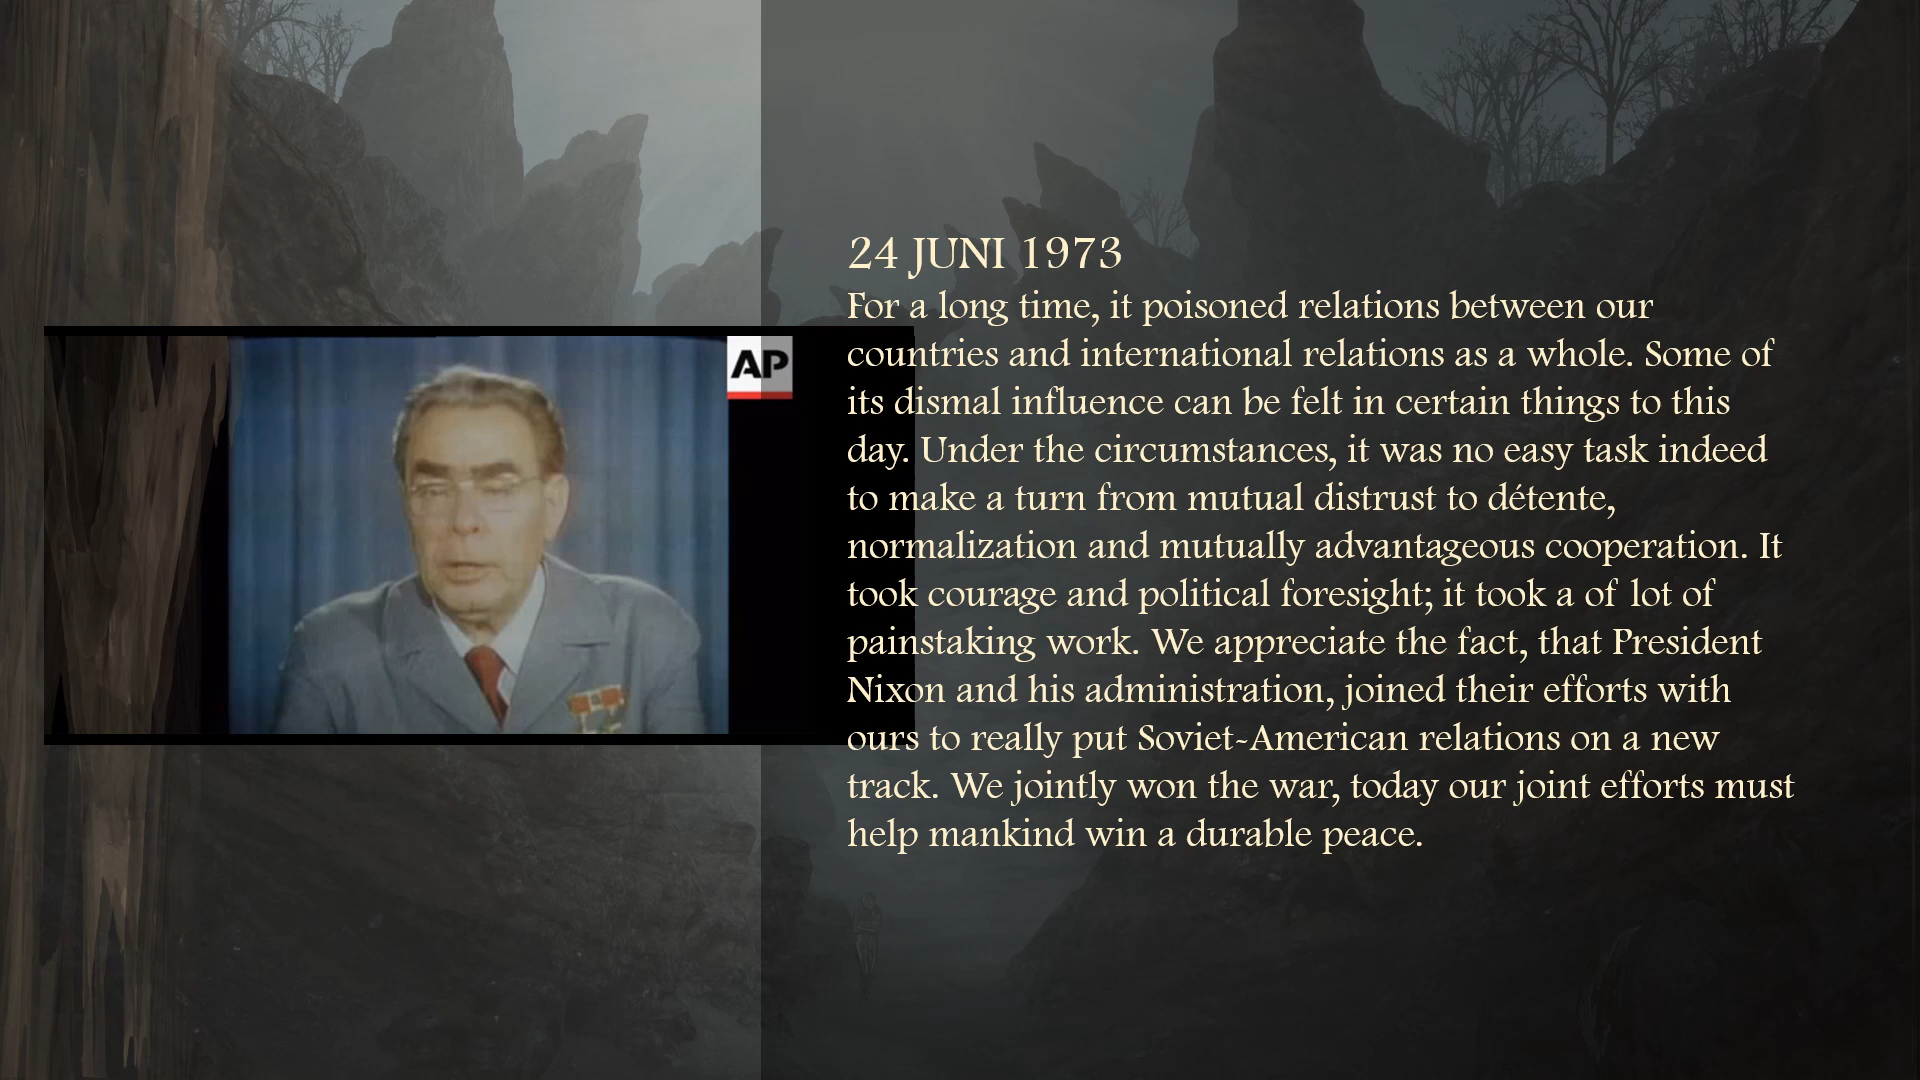 AP
24 JUNI 1973
For a long time, it poisoned relations between our
countries and international relations as a whole. Some of
its dismal influence can be felt in certain things to this
day. Under the circumstances, it was no easy task indeed
to make a turn from mutual distrust to détente,
normalization and mutually advantageous cooperation. It
took courage and political foresight; it took a of lot of
painstaking work. We appreciate the fact, that President
Nixon and his administration, joined their efforts with
ours to really put Soviet-American relations on a new
track. We jointly won the war, today our joint efforts must
help mankind win a durable peace.